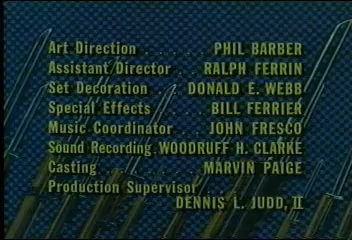 Art Direction . . . . . . PHIL BARBER
Assistant Director . . RALPH FERRIN
Set Decoration . . . DONALD E. WEBB
Special Effects . . . . BILL FERRIER
Music Coordinator . . . JOHN FRESCO
Sound Recording . WOODRUFF H. CLARKE
Casting . . . . . . . MARVIN PAIGE
Production Supervisor . .
DENNIS L. JUDD, II